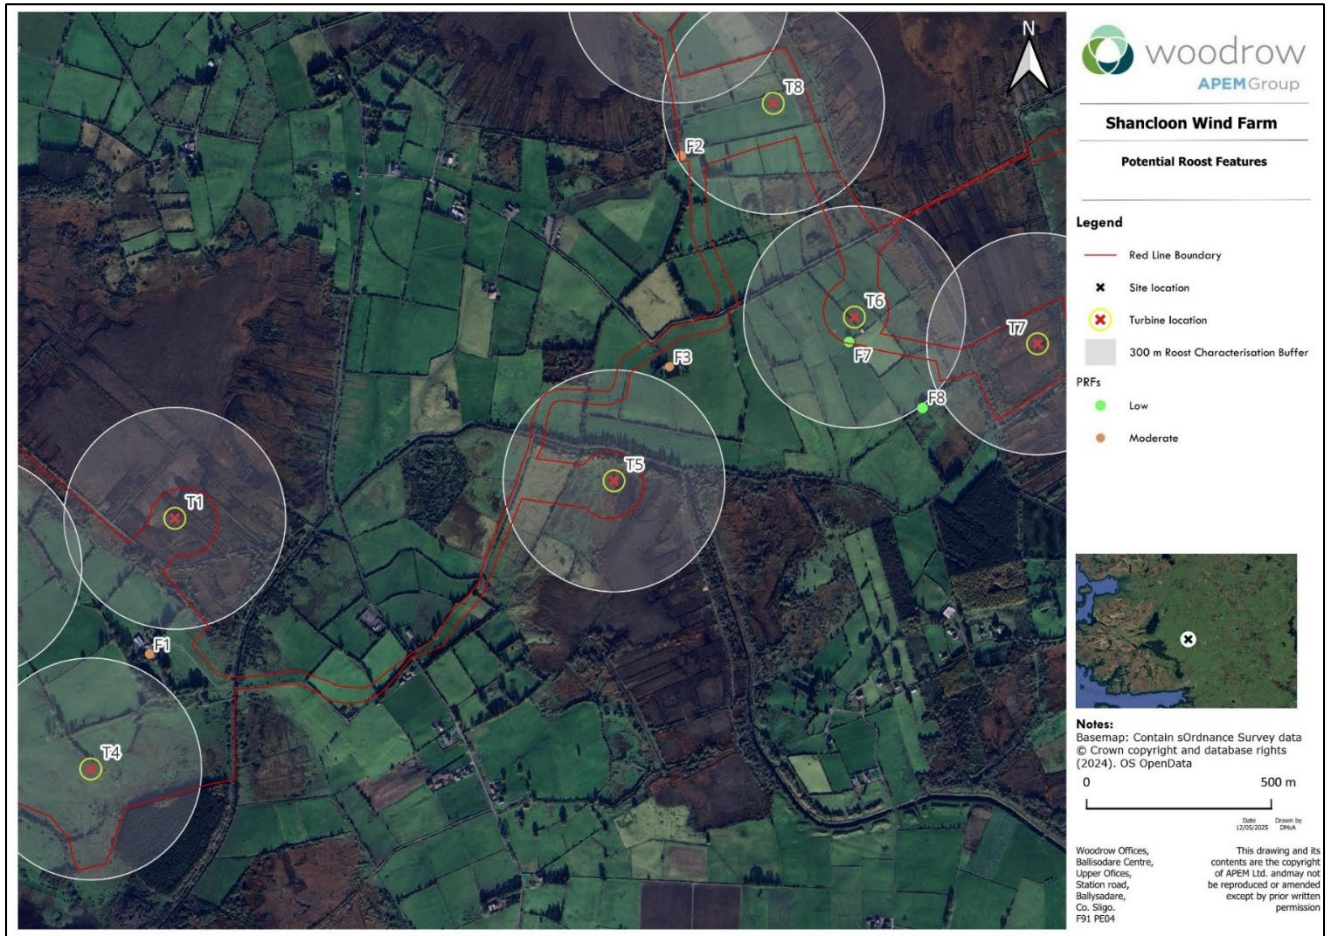 N
T8
F2
T6
F7
T7
F3
F8
T5
T1
F1
T4
woodrow
APEMGroup
Shancloon Wind Farm
Potential Roost Features
Legend
Red Line Boundary
Site location
Turbine location
300 m Roost Characterisation Buffer
PRFs
Low
Moderate
Notes:
Basemap: Contain sOrdnance Survey data
© Crown copyright and database rights
(2024). OS OpenData
0 500 m
Date Drawn by
12/05/2025 DMcA
Woodrow Offices,
Ballisodare Centre,
Upper Ofices,
Station road,
Ballysadare,
Co. Sligo.
F91 PE04
This drawing and its
contents are the copyright
of APEM Ltd. andmay not
be reproduced or amended
except by prior written
permission